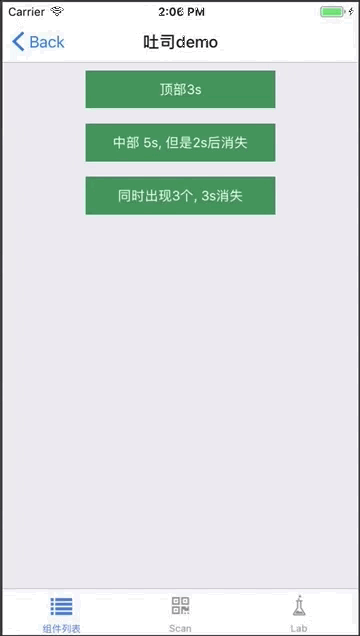 Carrier 2:06 PM
Back 吐司demo
顶部3s
中部 5s, 但是2s后消失
同时出现3个, 3s消失
组件列表 Scan Lab